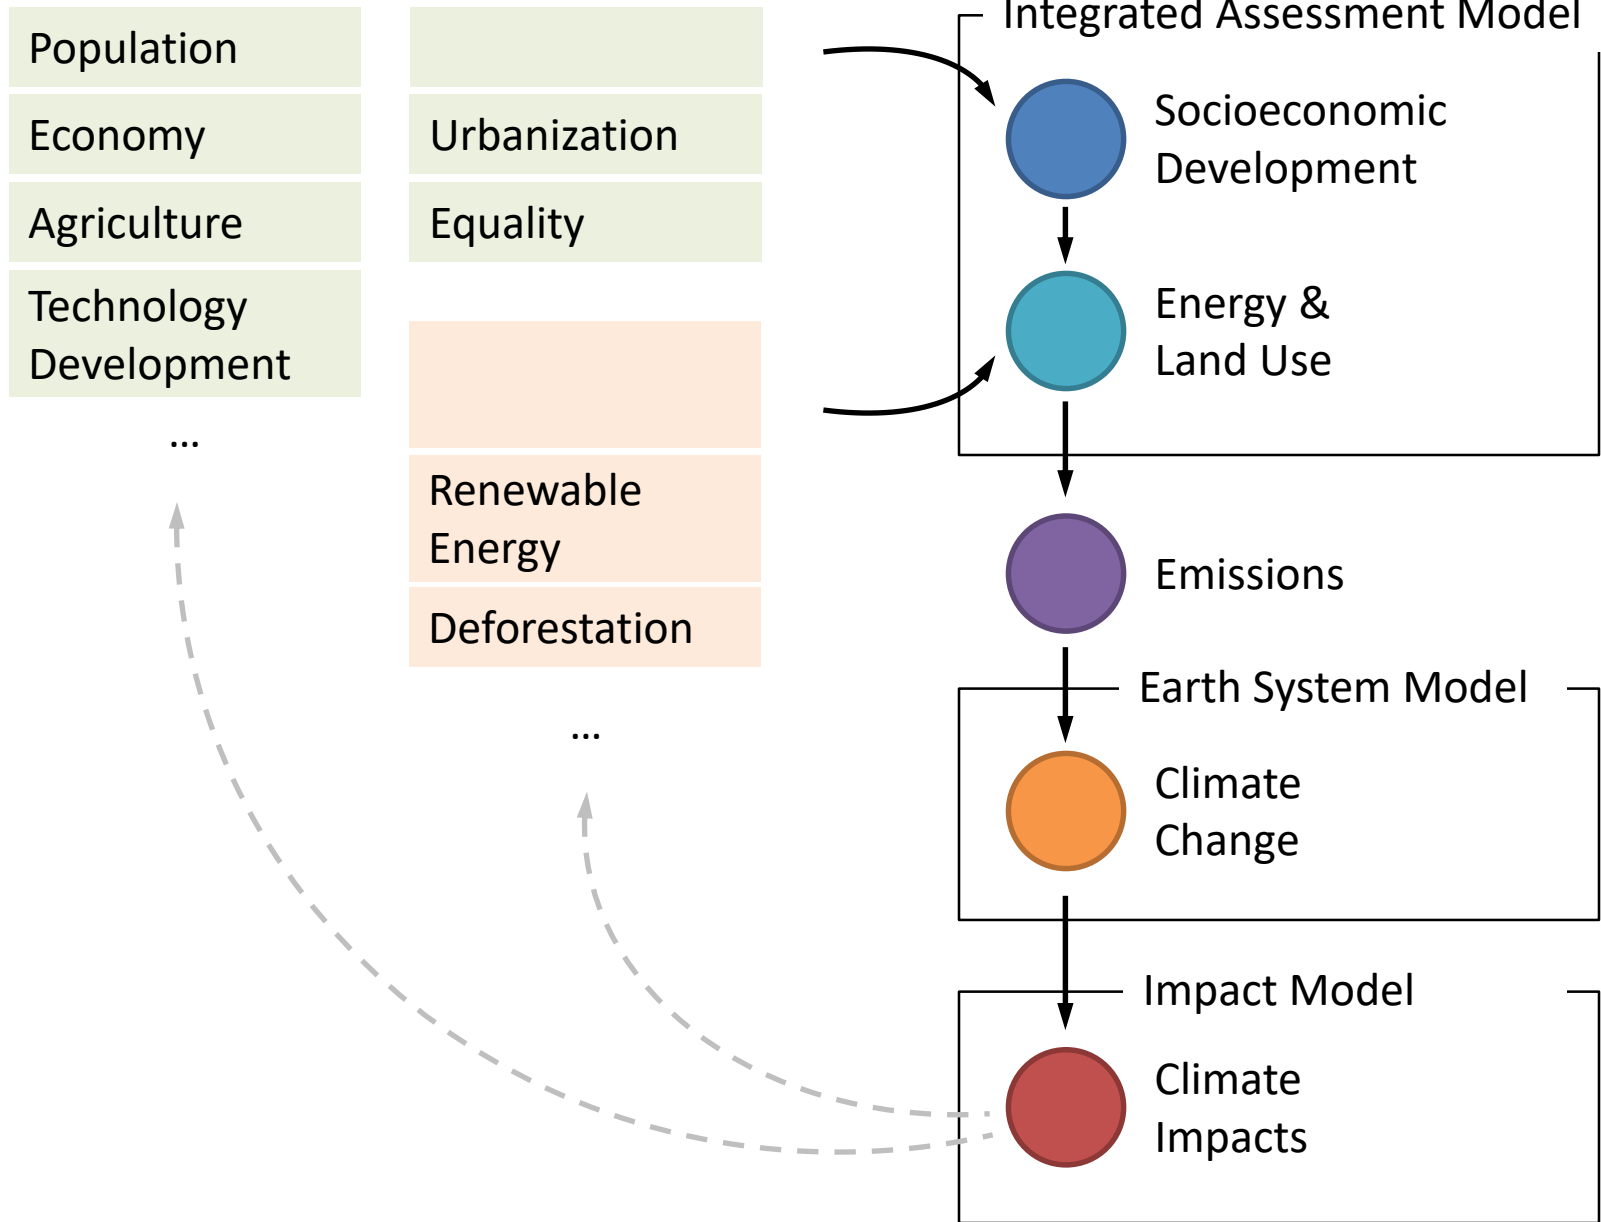 Population
Economy
Agriculture
Technology
Development
...
Urbanization
Equality
Renewable
Energy
Deforestation
...
Integrated Assessment Model
Socioeconomic
Development
Energy &
Land Use
Emissions
Earth System Model
Climate
Change
Impact Model
Climate
Impacts